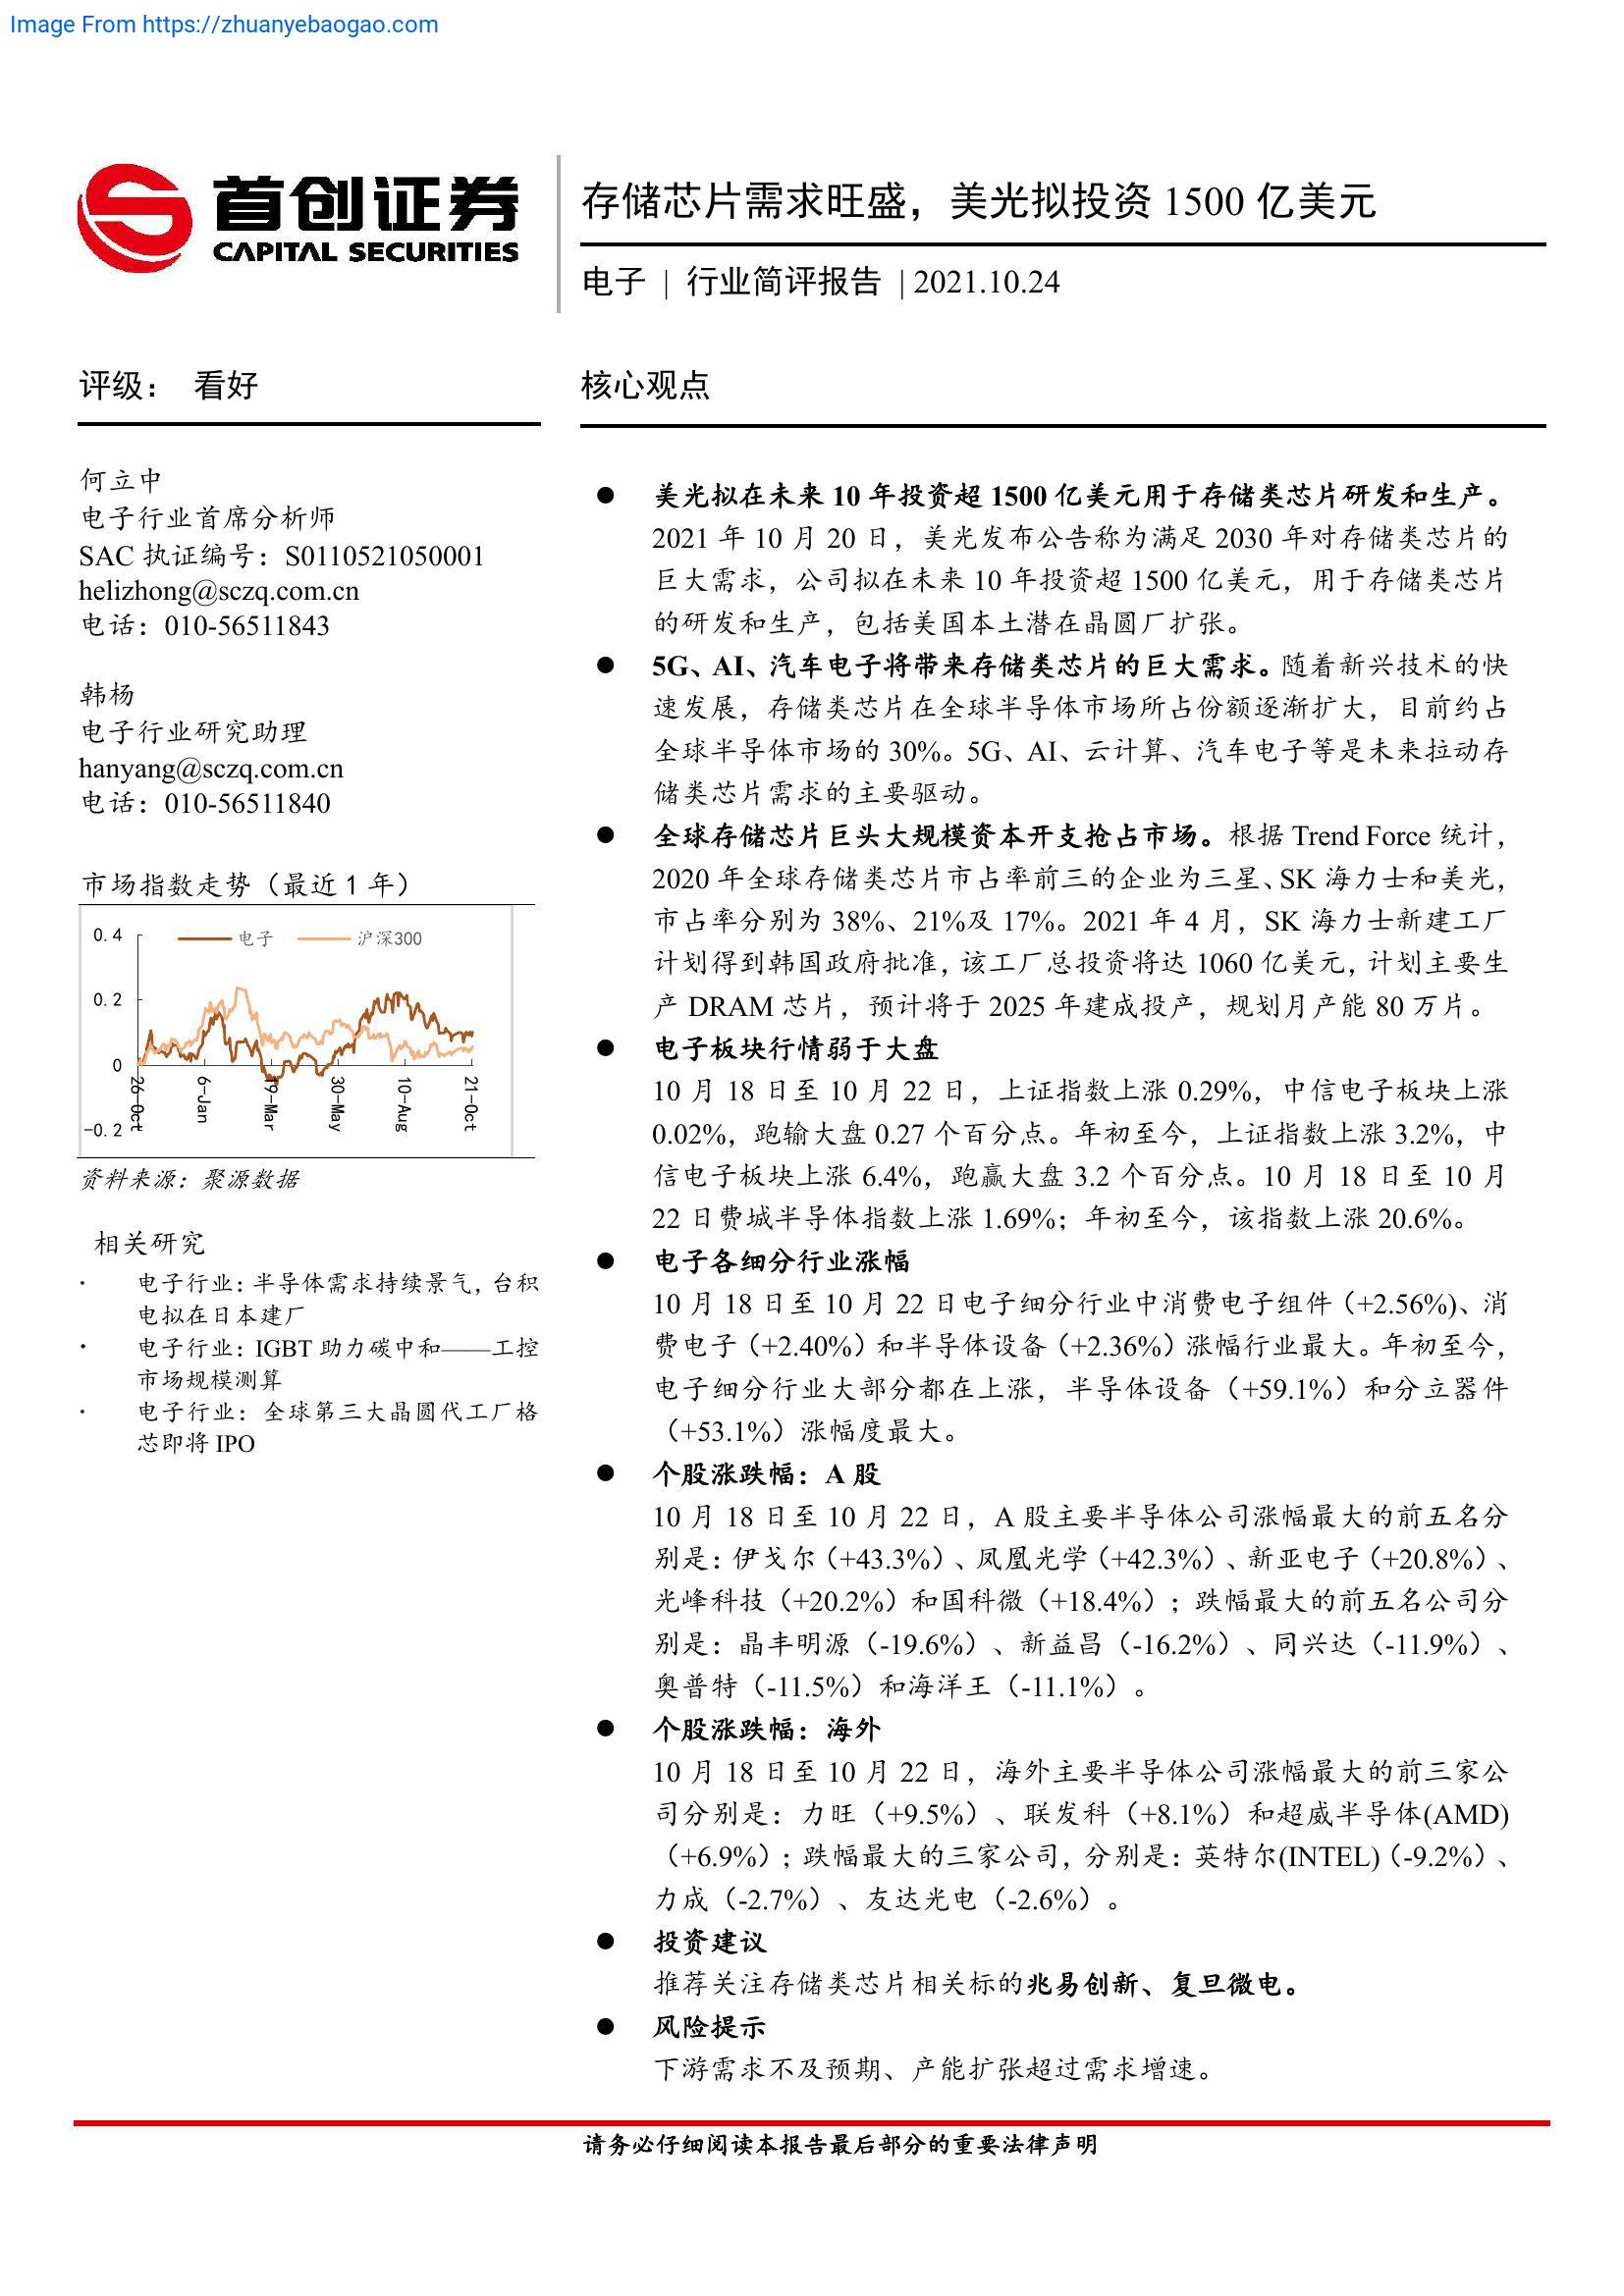 Image From https://zhuanyebaogao.com
首创证券
CAPITAL SECURITIES
存储芯片需求旺盛，美光拟投资 1500 亿美元
电子 | 行业简评报告 | 2021.10.24
评级： 看好
何立中
电子行业首席分析师
SAC 执证编号：S0110521050001
helizhong@sczq.com.cn
电话：010-56511843
韩杨
电子行业研究助理
hanyang@sczq.com.cn
电话：010-56511840
市场指数走势（最近 1 年）
电子 沪深300
0.4
0.2
0
-0.2
26-Oct
6-Jan
19-Mar
30-May
10-Aug
21-Oct
资料来源：聚源数据
相关研究
· 电子行业：半导体需求持续景气，台积
电拟在日本建厂
· 电子行业：IGBT 助力碳中和——工控
市场规模测算
· 电子行业：全球第三大晶圆代工厂格
芯即将 IPO
核心观点
● 美光拟在未来 10 年投资超 1500 亿美元用于存储类芯片研发和生产。
2021 年 10 月 20 日，美光发布公告称为满足 2030 年对存储类芯片的
巨大需求，公司拟在未来 10 年投资超 1500 亿美元，用于存储类芯片
的研发和生产，包括美国本土潜在晶圆厂扩张。
● 5G、AI、汽车电子将带来存储类芯片的巨大需求。随着新兴技术的快
速发展，存储类芯片在全球半导体市场所占份额逐渐扩大，目前约占
全球半导体市场的 30%。5G、AI、云计算、汽车电子等是未来拉动存
储类芯片需求的主要驱动。
● 全球存储芯片巨头大规模资本开支抢占市场。根据 Trend Force 统计，
2020 年全球存储类芯片市占率前三的企业为三星、SK 海力士和美光，
市占率分别为 38%、21%及 17%。2021 年 4 月，SK 海力士新建工厂
计划得到韩国政府批准，该工厂总投资将达 1060 亿美元，计划主要生
产 DRAM 芯片，预计将于 2025 年建成投产，规划月产能 80 万片。
● 电子板块行情弱于大盘
10 月 18 日至 10 月 22 日，上证指数上涨 0.29%，中信电子板块上涨
0.02%，跑输大盘 0.27 个百分点。年初至今，上证指数上涨 3.2%，中
信电子板块上涨 6.4%，跑赢大盘 3.2 个百分点。10 月 18 日至 10 月
22 日费城半导体指数上涨 1.69%；年初至今，该指数上涨 20.6%。
● 电子各细分行业涨幅
10 月 18 日至 10 月 22 日电子细分行业中消费电子组件（+2.56%)、消
费电子（+2.40%）和半导体设备（+2.36%）涨幅行业最大。年初至今，
电子细分行业大部分都在上涨，半导体设备（+59.1%）和分立器件
（+53.1%）涨幅度最大。
● 个股涨跌幅：A 股
10 月 18 日至 10 月 22 日，A 股主要半导体公司涨幅最大的前五名分
别是：伊戈尔（+43.3%）、凤凰光学（+42.3%）、新亚电子（+20.8%）、
光峰科技（+20.2%）和国科微（+18.4%）；跌幅最大的前五名公司分
别是：晶丰明源（-19.6%）、新益昌（-16.2%）、同兴达（-11.9%）、
奥普特（-11.5%）和海洋王（-11.1%）。
● 个股涨跌幅：海外
10 月 18 日至 10 月 22 日，海外主要半导体公司涨幅最大的前三家公
司分别是：力旺（+9.5%）、联发科（+8.1%）和超威半导体(AMD)
（+6.9%）；跌幅最大的三家公司，分别是：英特尔(INTEL)（-9.2%）、
力成（-2.7%）、友达光电（-2.6%）。
● 投资建议
推荐关注存储类芯片相关标的兆易创新、复旦微电。
● 风险提示
下游需求不及预期、产能扩张超过需求增速。
请务必仔细阅读本报告最后部分的重要法律声明